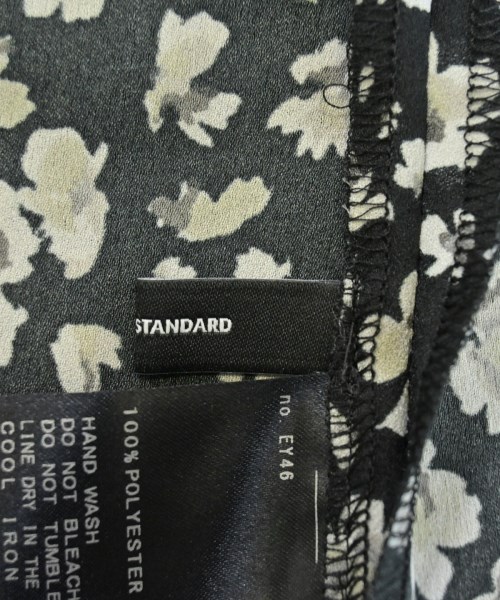 STANDARD
no. EY46
100% POLYESTER
HAND WASH
DO NOT BLEACH
DO NOT TUMBLE
LINE DRY IN THE
COOL IRON